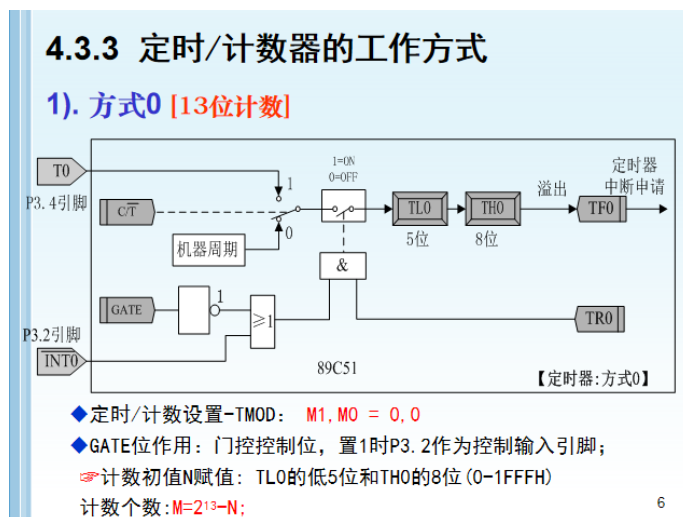 4.3.3 定时/计数器的工作方式
1). 方式0 [13位计数]
T0
P3.4引脚
C/T̅
机器周期
1
0
1=ON
0=OFF
TL0
5位
TH0
8位
溢出
TF0
定时器
中断申请
&
GATE
1
≥1
P3.2引脚
I̅N̅T̅0̅
TR0
89C51
【定时器:方式0】
◆定时/计数设置-TMOD： M1,M0 = 0,0
◆GATE位作用：门控控制位，置1时P3.2作为控制输入引脚;
☞计数初值N赋值: TL0的低5位和TH0的8位(0-1FFFH)
计数个数:M=2¹³-N;
6